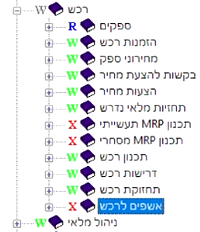 W רכש
R ספקים
W הזמנות רכש
W מחירוני ספק
W בקשות להצעת מחיר
W הצעות מחיר
W תחזיות מלאי נדרש
X תכנון MRP תעשייתי
X תכנון MRP מסחרי
W תכנון רכש
W דרישות רכש
W תחזוקת רכש
X אשפים לרכש
W ניהול מלאי